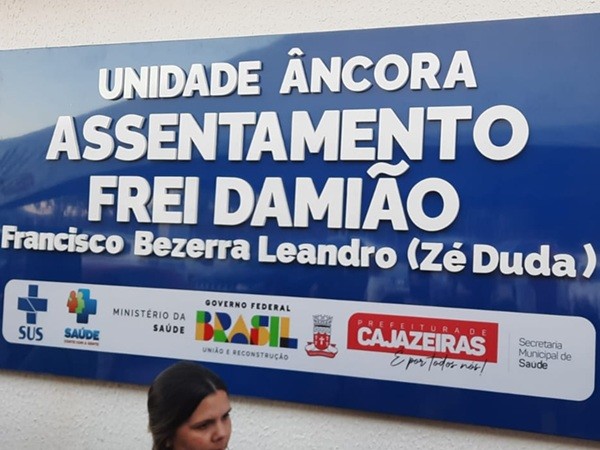 UNIDADE ÂNCORA
ASSENTAMENTO
FREI DAMIÃO
Francisco Bezerra Leandro (Zé Duda)
SUS
SAÚDE
MINISTÉRIO DA
SAÚDE
GOVERNO FEDERAL
BRASIL
UNIÃO E RECONSTRUÇÃO
PREFEITURA DE
CAJAZEIRAS
É por todos nós!
Secretaria
Municipal de
Saude